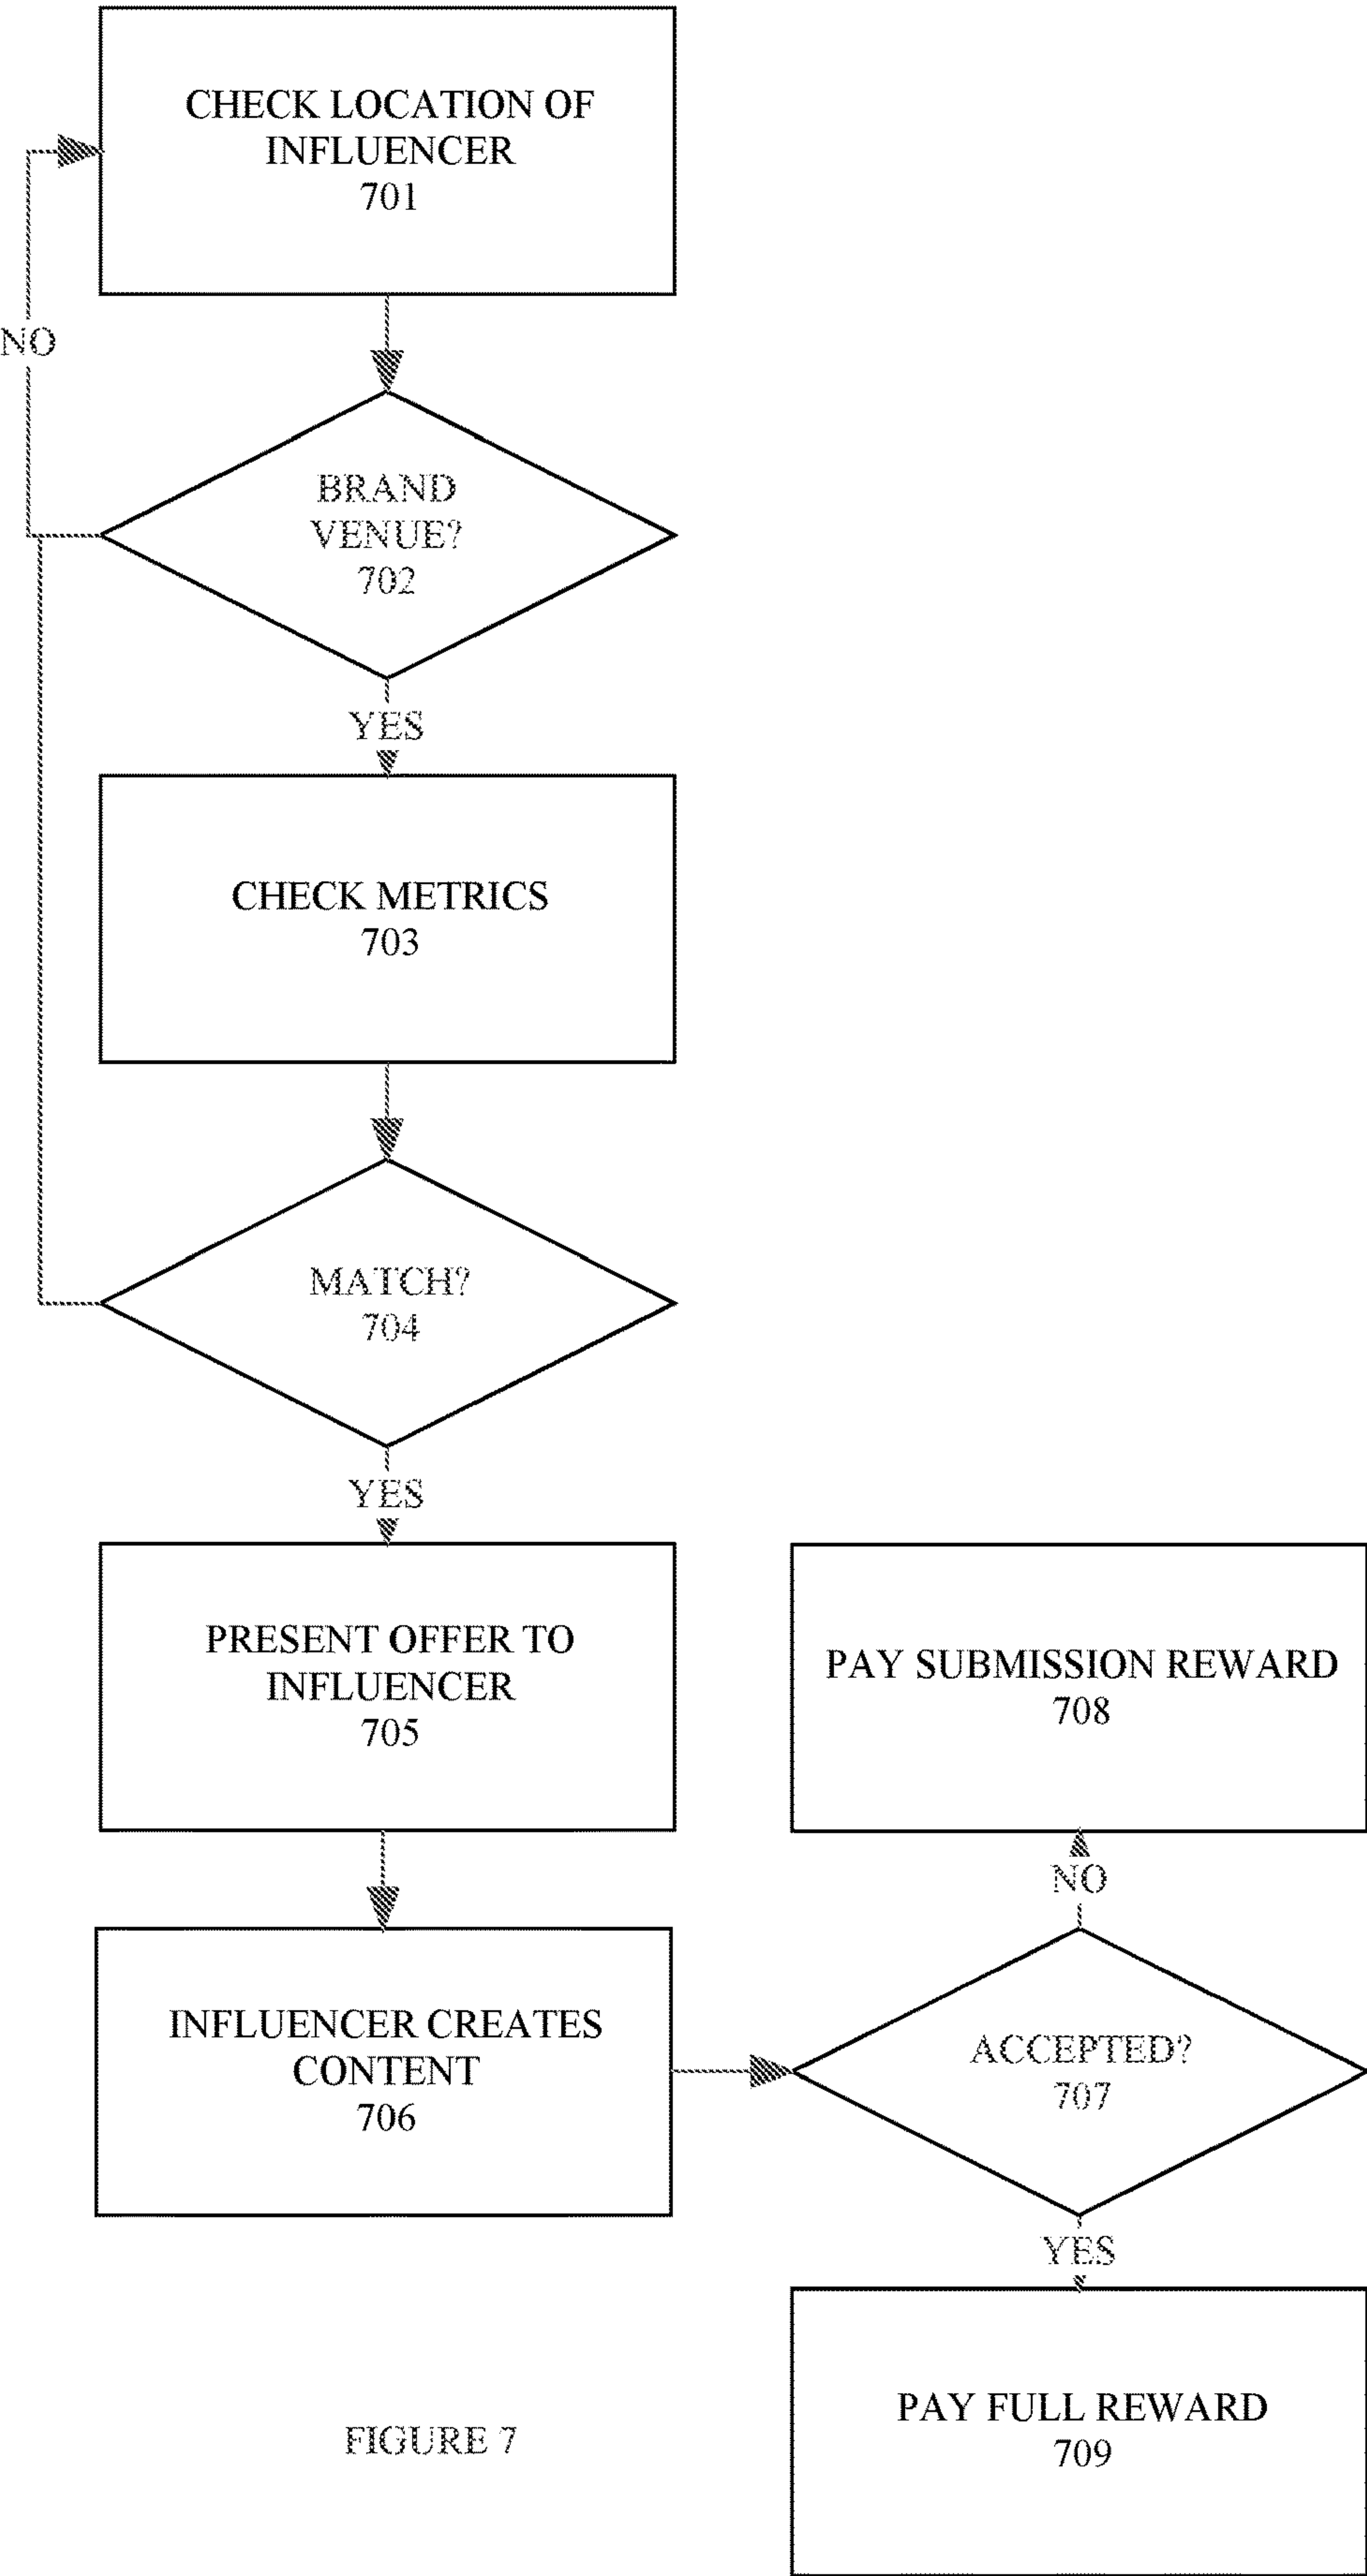 CHECK LOCATION OF
INFLUENCER
701
NO
BRAND
VENUE?
702
YES
CHECK METRICS
703
MATCH?
704
YES
PRESENT OFFER TO
INFLUENCER
705
PAY SUBMISSION REWARD
708
NO
INFLUENCER CREATES
CONTENT
706
ACCEPTED?
707
YES
PAY FULL REWARD
709
FIGURE 7